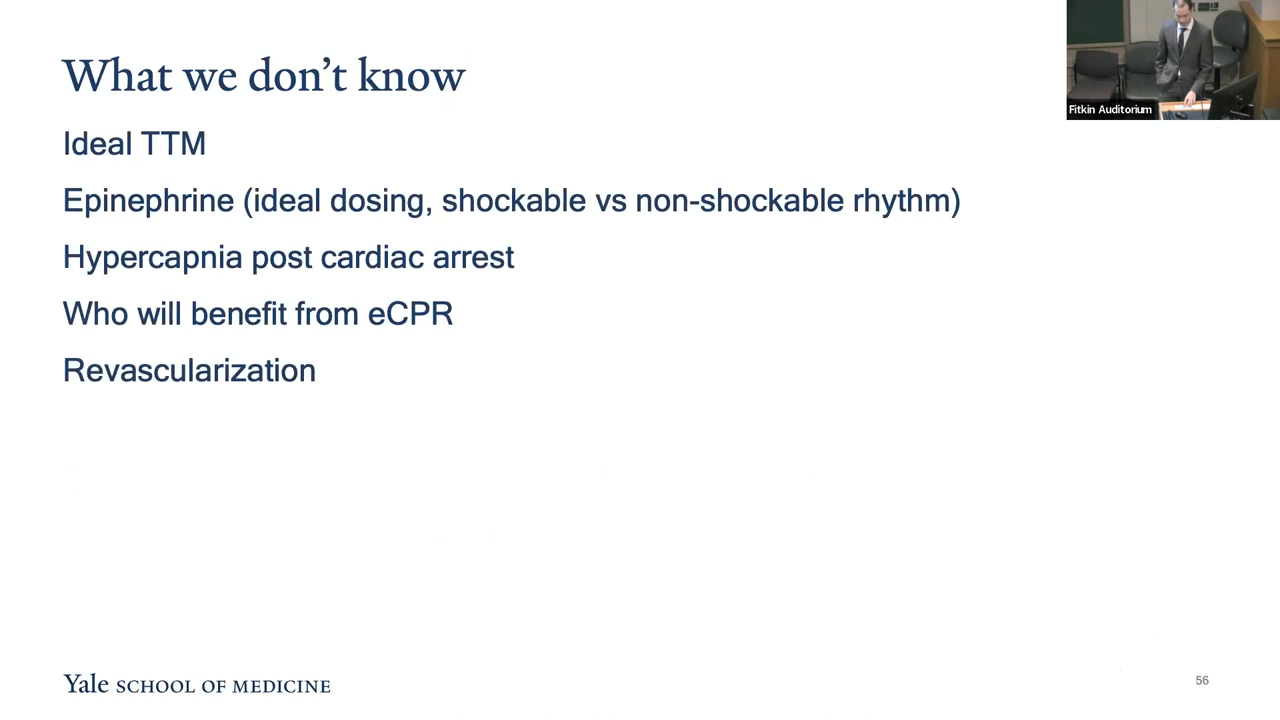 What we don't know
Fitkin Auditorium
Ideal TTM
Epinephrine (ideal dosing, shockable vs non-shockable rhythm)
Hypercapnia post cardiac arrest
Who will benefit from eCPR
Revascularization
Yale SCHOOL OF MEDICINE
56